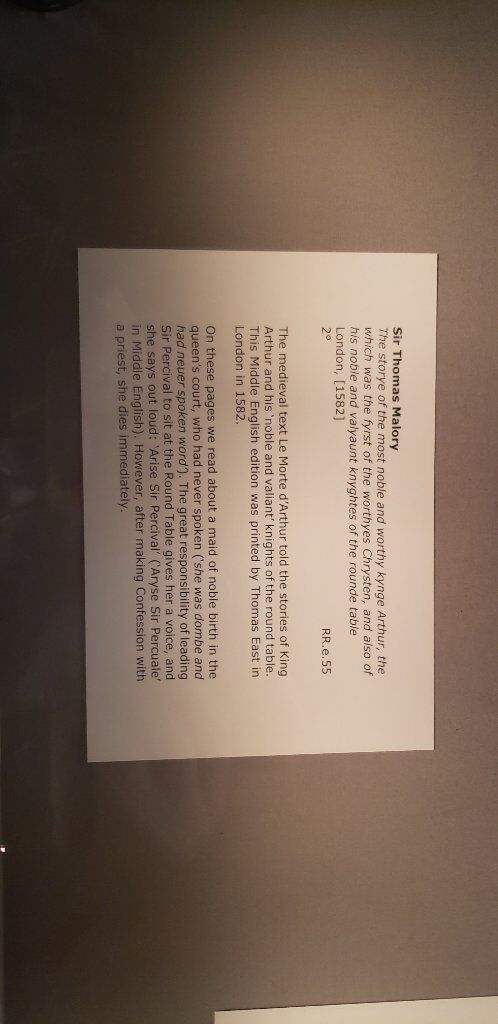 Sir Thomas Malory
The storye of the most noble and worthy kynge Arthur, the
which was the fyrst of the worthyes Chrysten, and also of
his noble and valyaunt knyghtes of the rounde table
London, [1582]
2° RR.e.55
The medieval text Le Morte d'Arthur told the stories of King
Arthur and his 'noble and valiant' knights of the round table.
This Middle English edition was printed by Thomas East in
London in 1582.
On these pages we read about a maid of noble birth in the
queen's court, who had never spoken ('she was dombe and
had neuer spoken word'). The great responsibility of leading
Sir Percival to sit at the Round Table gives her a voice, and
she says out loud: 'Arise Sir Percival' ('Aryse Sir Percuale'
in Middle English). However, after making Confession with
a priest, she dies immediately.